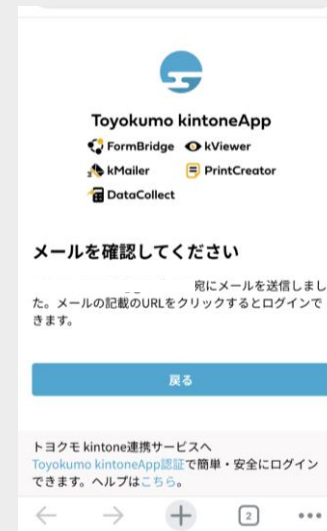 Toyokumo kintoneApp
FormBridge kViewer
kMailer PrintCreator
DataCollect
メールを確認してください
宛にメールを送信しまし
た。メールの記載のURLをクリックするとログインで
きます。
戻る
トヨクモ kintone連携サービスへ
Toyokumo kintoneApp認証で簡単・安全にログイン
できます。ヘルプはこちら。
2